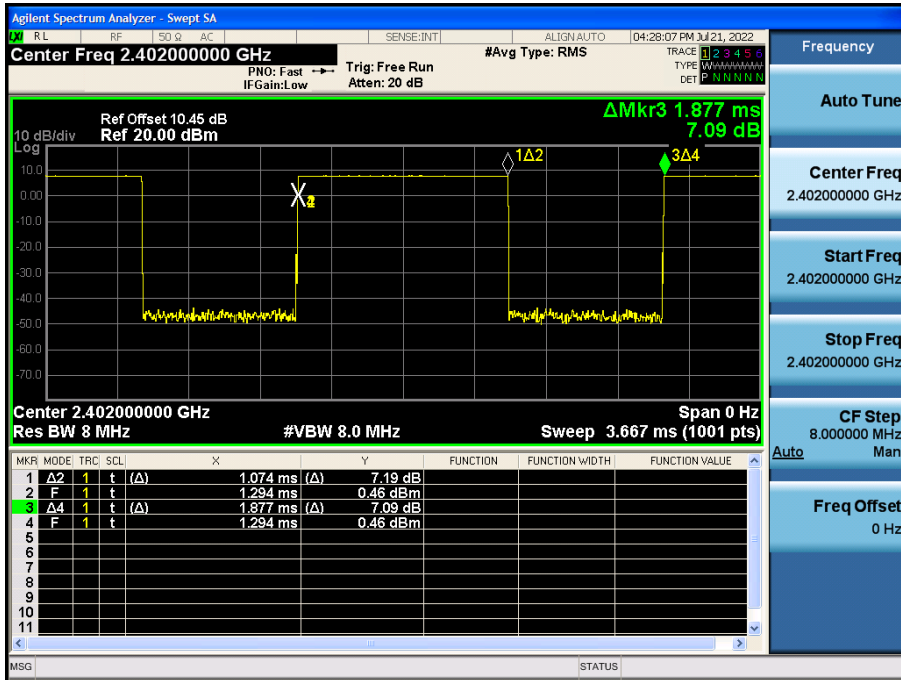 Agilent Spectrum Analyzer - Swept SA
LXI RL RF 50 Ω AC SENSE:INT ALIGN AUTO 04:28:07 PM Jul 21, 2022
Center Freq 2.402000000 GHz #Avg Type: RMS TRACE 1 2 3 4 5 6
PNO: Fast Trig: Free Run TYPE WWWWWW
IFGain:Low Atten: 20 dB DET P N N N N N
Frequency
Auto Tune
Center Freq
2.402000000 GHz
Start Freq
2.402000000 GHz
Stop Freq
2.402000000 GHz
CF Step
8.000000 MHz
Auto Man
Freq Offset
0 Hz
ΔMkr3 1.877 ms
7.09 dB
Ref Offset 10.45 dB
10 dB/div Ref 20.00 dBm
Log
1Δ2 3Δ4
10.0
0.00
-10.0
-20.0
-30.0
-40.0
-50.0
-60.0
-70.0
Center 2.402000000 GHz Span 0 Hz
Res BW 8 MHz #VBW 8.0 MHz Sweep 3.667 ms (1001 pts)
MKR MODE TRC SCL X Y FUNCTION FUNCTION WIDTH FUNCTION VALUE
1 Δ2 1 t (Δ) 1.074 ms (Δ) 7.19 dB
2 F 1 t 1.294 ms 0.46 dBm
3 Δ4 1 t (Δ) 1.877 ms (Δ) 7.09 dB
4 F 1 t 1.294 ms 0.46 dBm
5
6
7
8
9
10
11
MSG STATUS